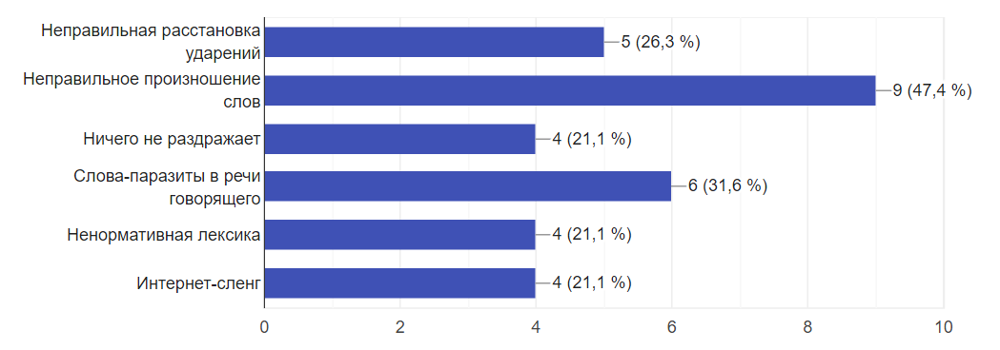 Неправильная расстановка
ударений
5 (26,3 %)
Неправильное произношение
слов
9 (47,4 %)
Ничего не раздражает
4 (21,1 %)
Слова-паразиты в речи
говорящего
6 (31,6 %)
Ненормативная лексика
4 (21,1 %)
Интернет-сленг
4 (21,1 %)
0 2 4 6 8 10